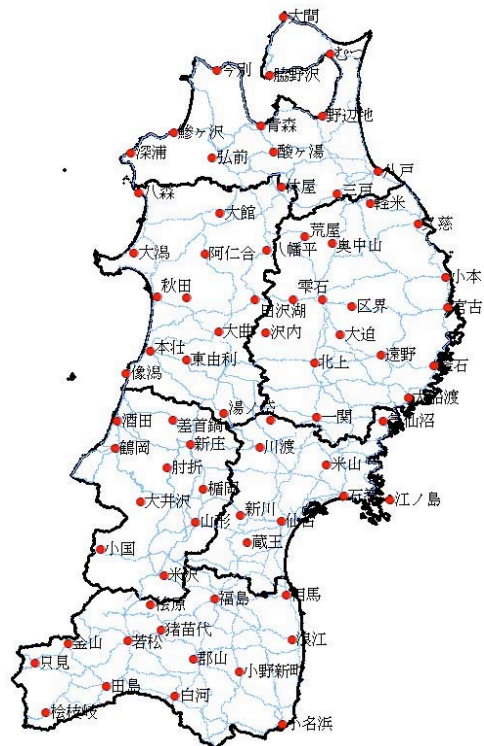 大間
むつ
今別
脇野沢
野辺地
青森
鰺ヶ沢
深浦
弘前
酸ヶ湯
八戸
休屋
三戸
八森
軽米
大館
慈
荒屋
奥中山
大潟
阿仁合
八幡平
小本
秋田
田沢湖
雫石
区界
宮古
大曲
沢内
大迫
本荘
東由利
北上
遠野
釜石
像潟
大船渡
湯
岱
一関
気仙沼
酒田
差首鍋
鶴岡
新庄
川渡
肘折
米山
楯岡
大井沢
石巻
江ノ島
山形
新川
仙台
蔵王
小国
米沢
桧原
福島
相馬
猪苗代
金山
若松
浪江
只見
郡山
小野新町
田島
白河
桧枝岐
小名浜